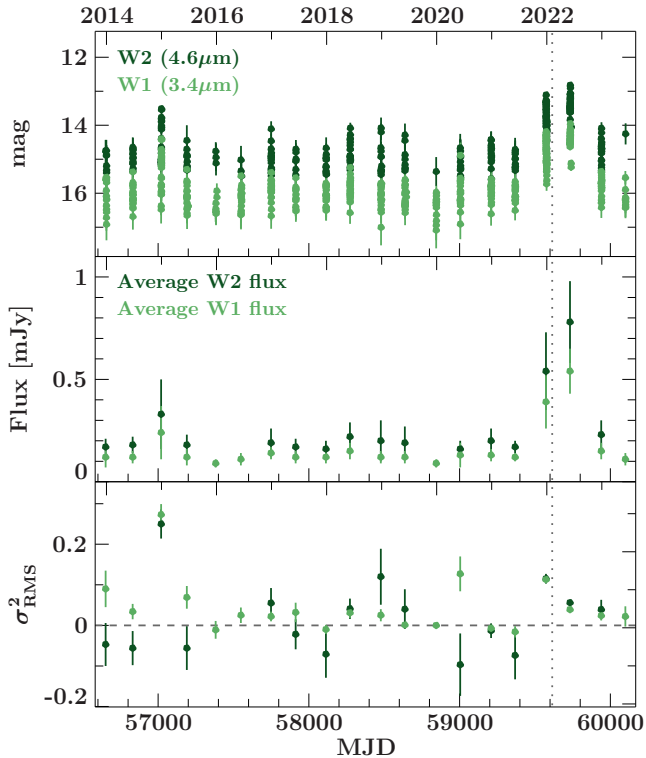 2014 2016 2018 2020 2022
12
14
16
mag
W2 (4.6μm)
W1 (3.4μm)
1
0.5
0
Flux [mJy]
Average W2 flux
Average W1 flux
0.2
0
-0.2
σ²RMS
57000 58000 59000 60000
MJD